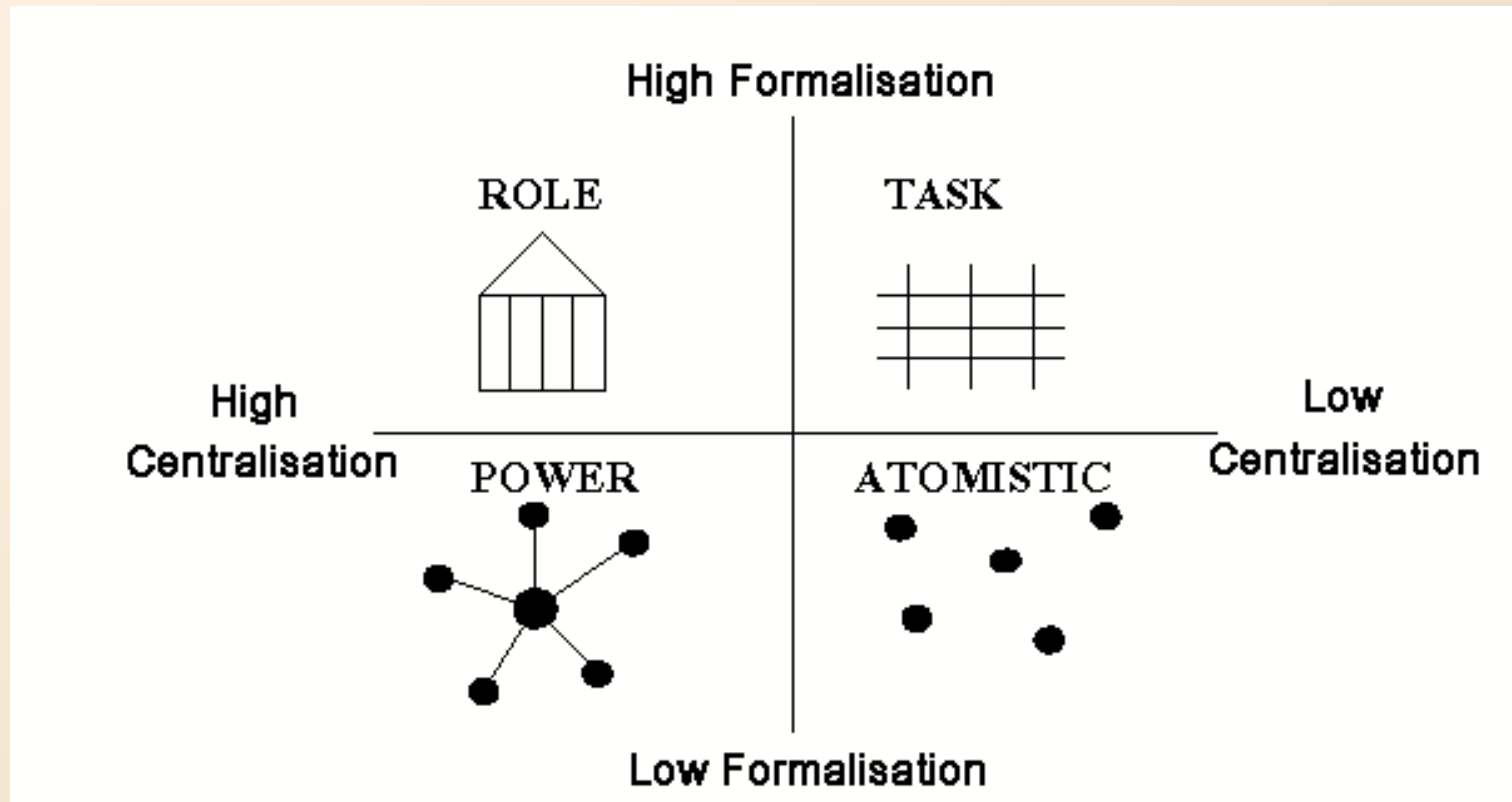 High Formalisation
ROLE
TASK
High
Centralisation
Low
Centralisation
POWER
ATOMISTIC
Low Formalisation